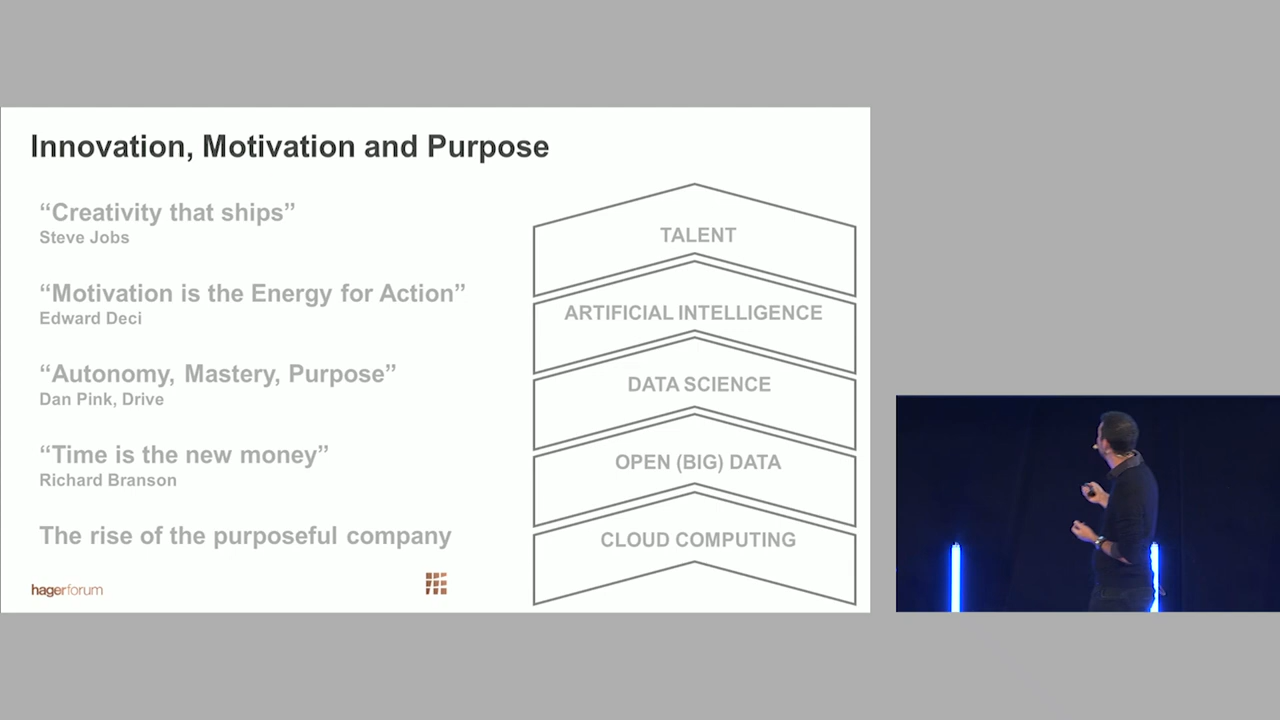 Innovation, Motivation and Purpose
“Creativity that ships”
Steve Jobs
“Motivation is the Energy for Action”
Edward Deci
“Autonomy, Mastery, Purpose”
Dan Pink, Drive
“Time is the new money”
Richard Branson
The rise of the purposeful company
hagerforum
TALENT
ARTIFICIAL INTELLIGENCE
DATA SCIENCE
OPEN (BIG) DATA
CLOUD COMPUTING